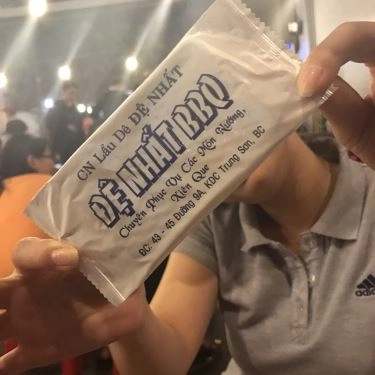 CN Lẩu Dê ĐỆ NHẤT
ĐỆ NHẤT BBQ
Chuyên Phục Vụ Các Món Nướng,
Xiên Que
ĐC: 43 - 45 Đường 9A, KDC Trung Sơn, BC
adidas